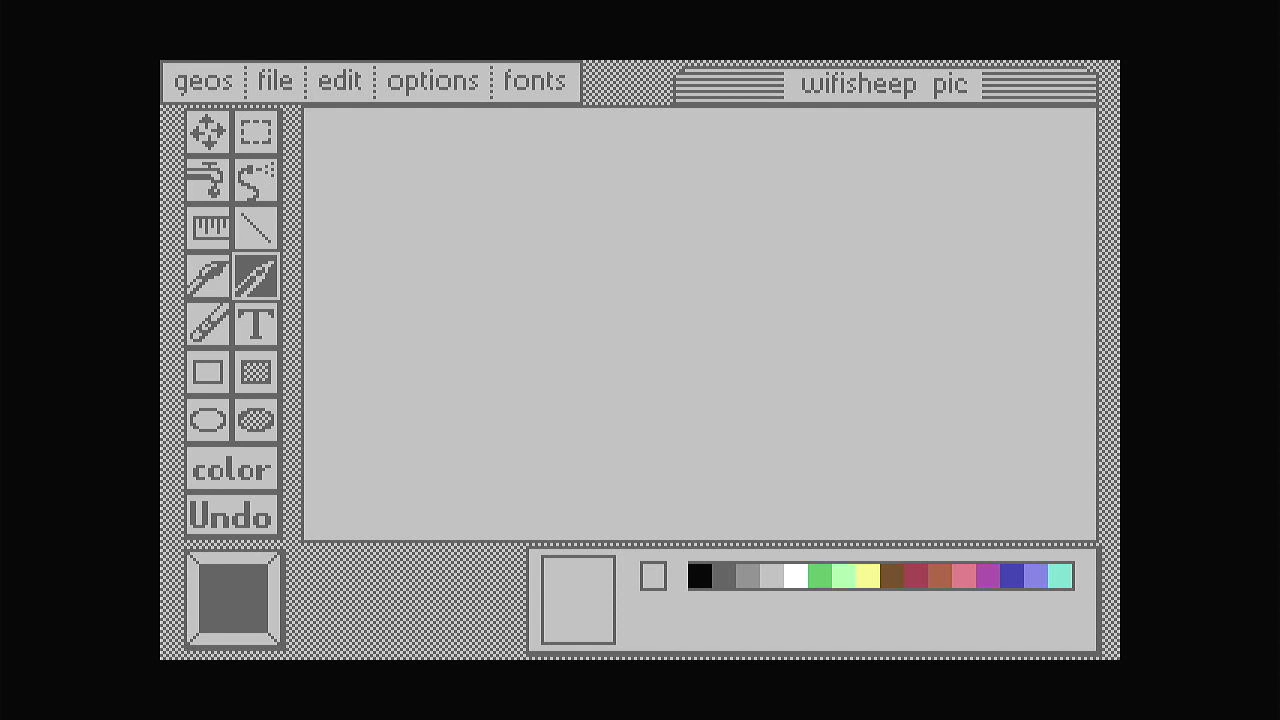 geos file edit options fonts
wifisheep pic
T
color
Undo